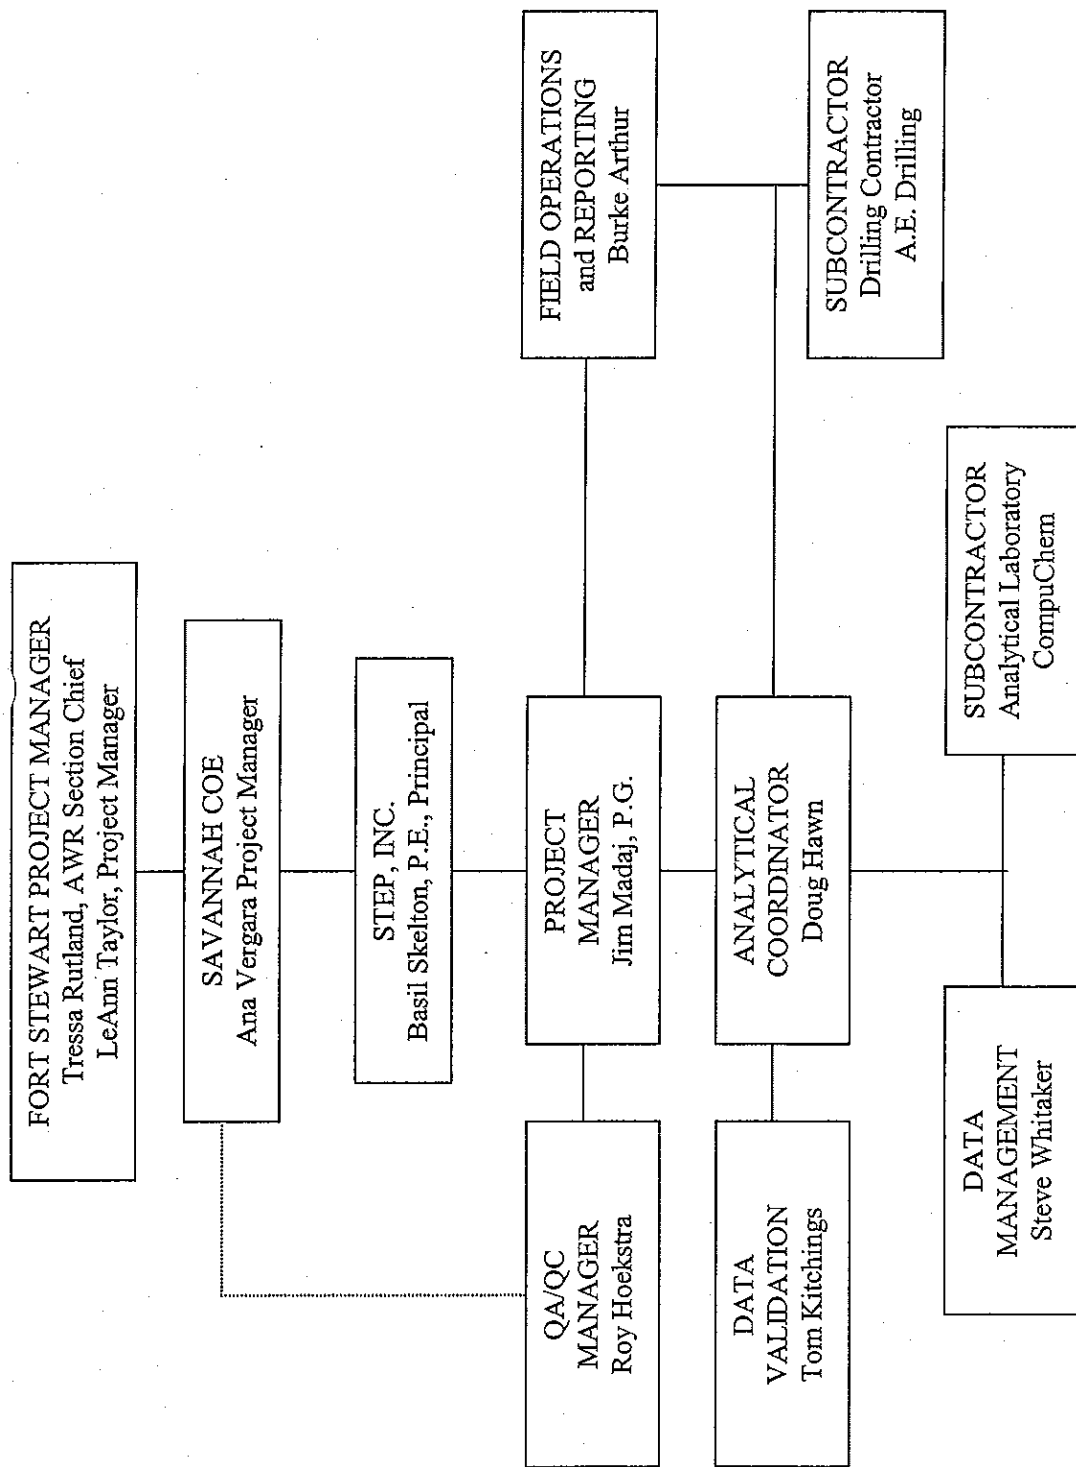 FORT STEWART PROJECT MANAGER
Tressa Rutland, AWR Section Chief
LeAnn Taylor, Project Manager
SAVANNAH COE
Ana Vergara Project Manager
STEP, INC.
Basil Skelton, P.E., Principal
QA/QC
MANAGER
Roy Hoekstra
PROJECT
MANAGER
Jim Madaj, P.G.
FIELD OPERATIONS
and REPORTING
Burke Arthur
DATA
VALIDATION
Tom Kitchings
ANALYTICAL
COORDINATOR
Doug Hawn
SUBCONTRACTOR
Drilling Contractor
A.E. Drilling
DATA
MANAGEMENT
Steve Whitaker
SUBCONTRACTOR
Analytical Laboratory
CompuChem